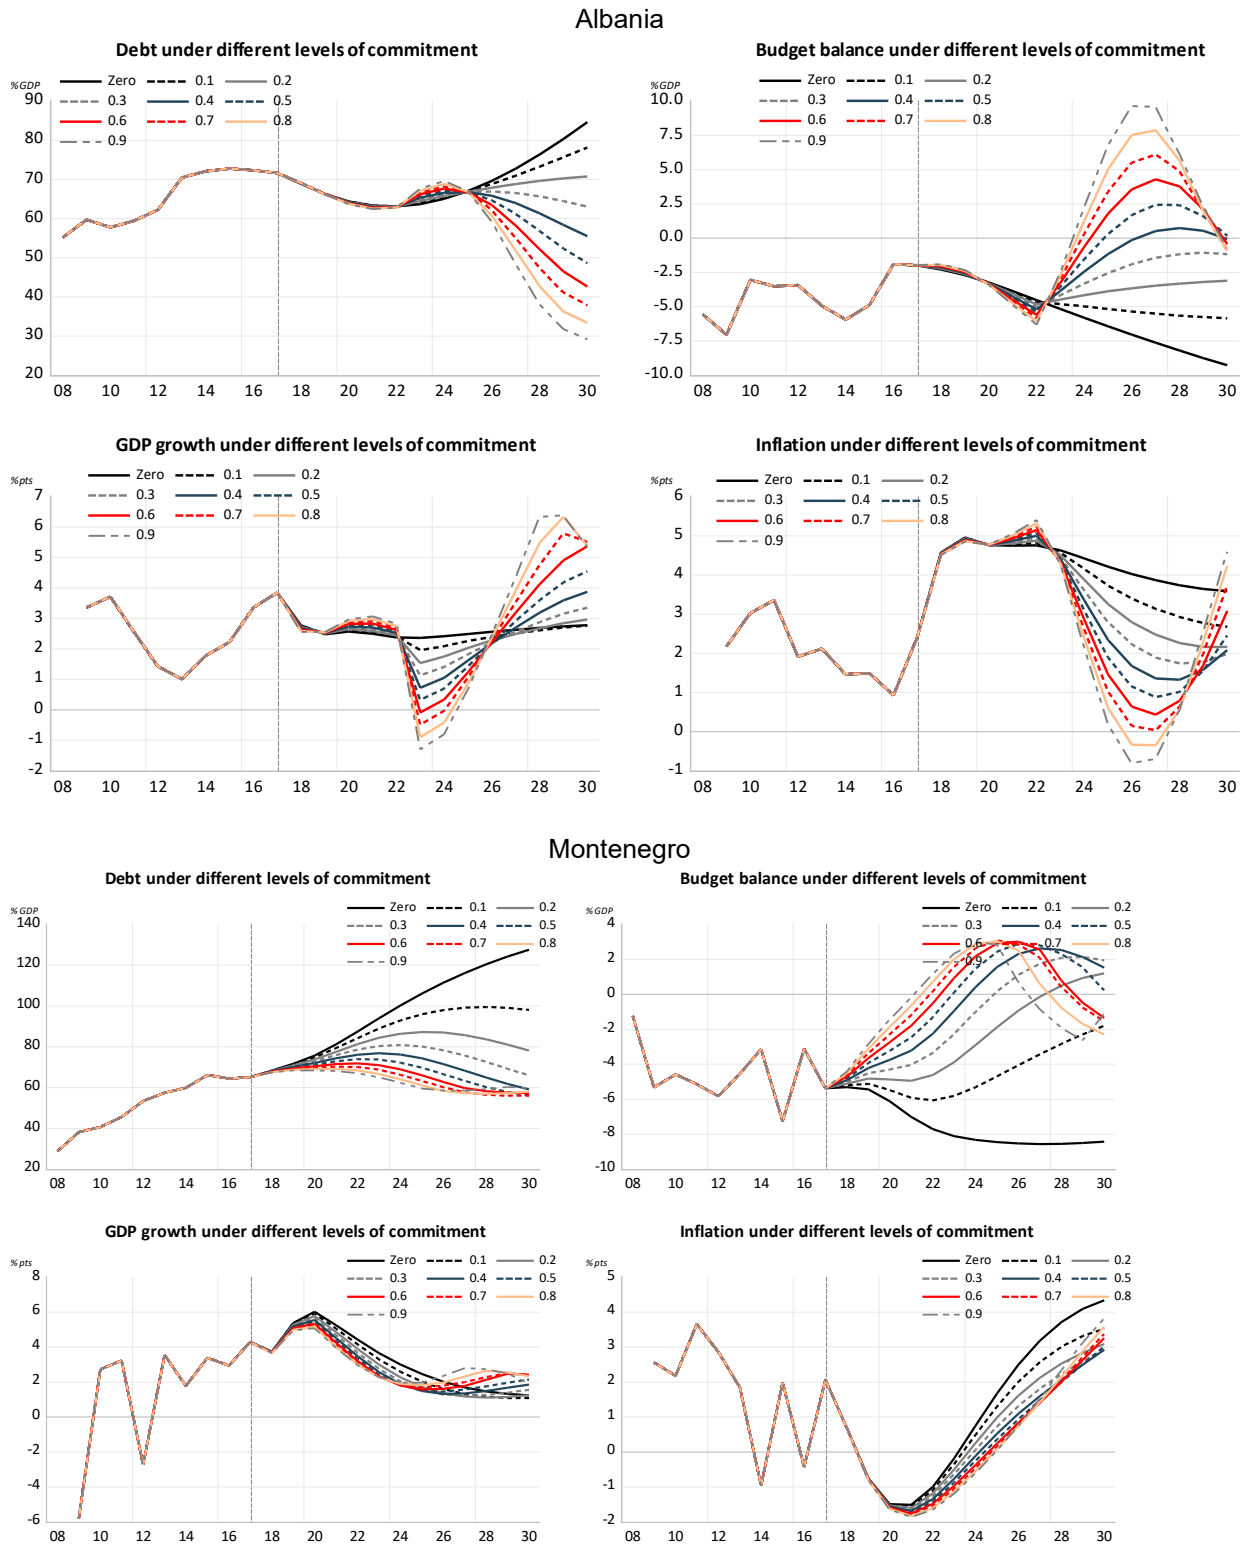 Albania
Debt under different levels of commitment
%GDP
Zero 0.1 0.2
0.3 0.4 0.5
0.6 0.7 0.8
0.9
90
80
70
60
50
40
30
20
08 10 12 14 16 18 20 22 24 26 28 30
Budget balance under different levels of commitment
%GDP
Zero 0.1 0.2
0.3 0.4 0.5
0.6 0.7 0.8
0.9
10.0
7.5
5.0
2.5
0.0
-2.5
-5.0
-7.5
-10.0
08 10 12 14 16 18 20 22 24 26 28 30
GDP growth under different levels of commitment
%pts
Zero 0.1 0.2
0.3 0.4 0.5
0.6 0.7 0.8
0.9
7
6
5
4
3
2
1
0
-1
-2
08 10 12 14 16 18 20 22 24 26 28 30
Inflation under different levels of commitment
%pts
Zero 0.1 0.2
0.3 0.4 0.5
0.6 0.7 0.8
0.9
6
5
4
3
2
1
0
-1
08 10 12 14 16 18 20 22 24 26 28 30
Montenegro
Debt under different levels of commitment
%GDP
Zero 0.1 0.2
0.3 0.4 0.5
0.6 0.7 0.8
0.9
140
120
100
80
60
40
20
08 10 12 14 16 18 20 22 24 26 28 30
Budget balance under different levels of commitment
%GDP
Zero 0.1 0.2
0.3 0.4 0.5
0.6 0.7 0.8
0.9
4
2
0
-2
-4
-6
-8
-10
08 10 12 14 16 18 20 22 24 26 28 30
GDP growth under different levels of commitment
%pts
Zero 0.1 0.2
0.3 0.4 0.5
0.6 0.7 0.8
0.9
8
6
4
2
0
-2
-4
-6
08 10 12 14 16 18 20 22 24 26 28 30
Inflation under different levels of commitment
%pts
Zero 0.1 0.2
0.3 0.4 0.5
0.6 0.7 0.8
0.9
5
4
3
2
1
0
-1
-2
08 10 12 14 16 18 20 22 24 26 28 30